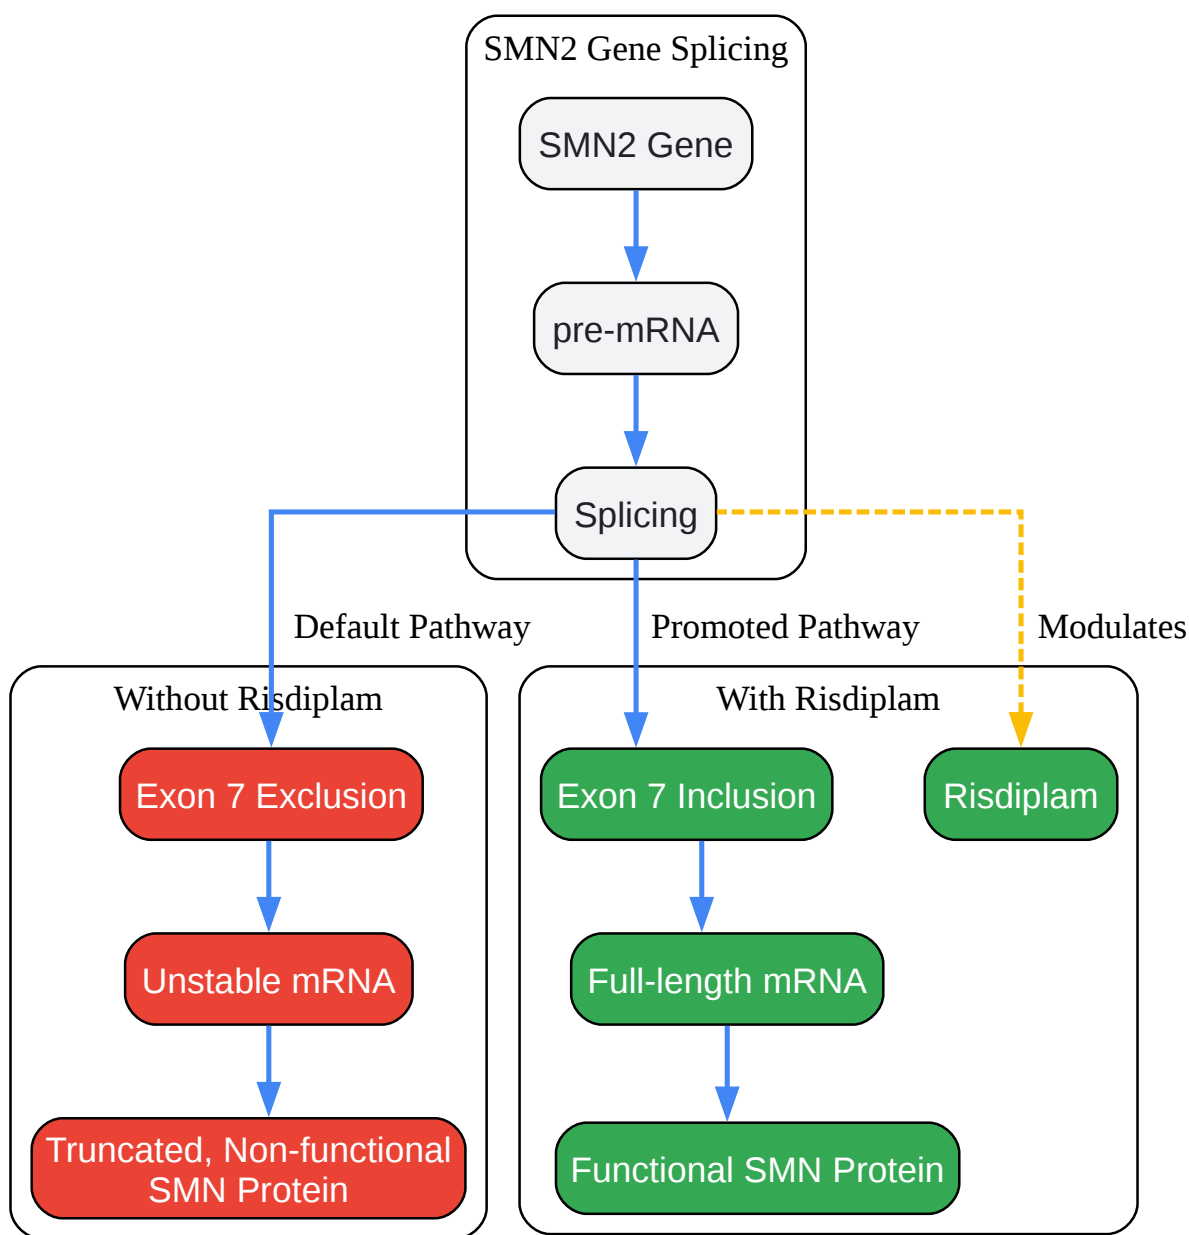 SMN2 Gene Splicing
SMN2 Gene
pre-mRNA
Splicing
Default Pathway
Promoted Pathway
Modulates
Without Risdiplam
With Risdiplam
Exon 7 Exclusion
Exon 7 Inclusion
Risdiplam
Unstable mRNA
Full-length mRNA
Truncated, Non-functional
SMN Protein
Functional SMN Protein